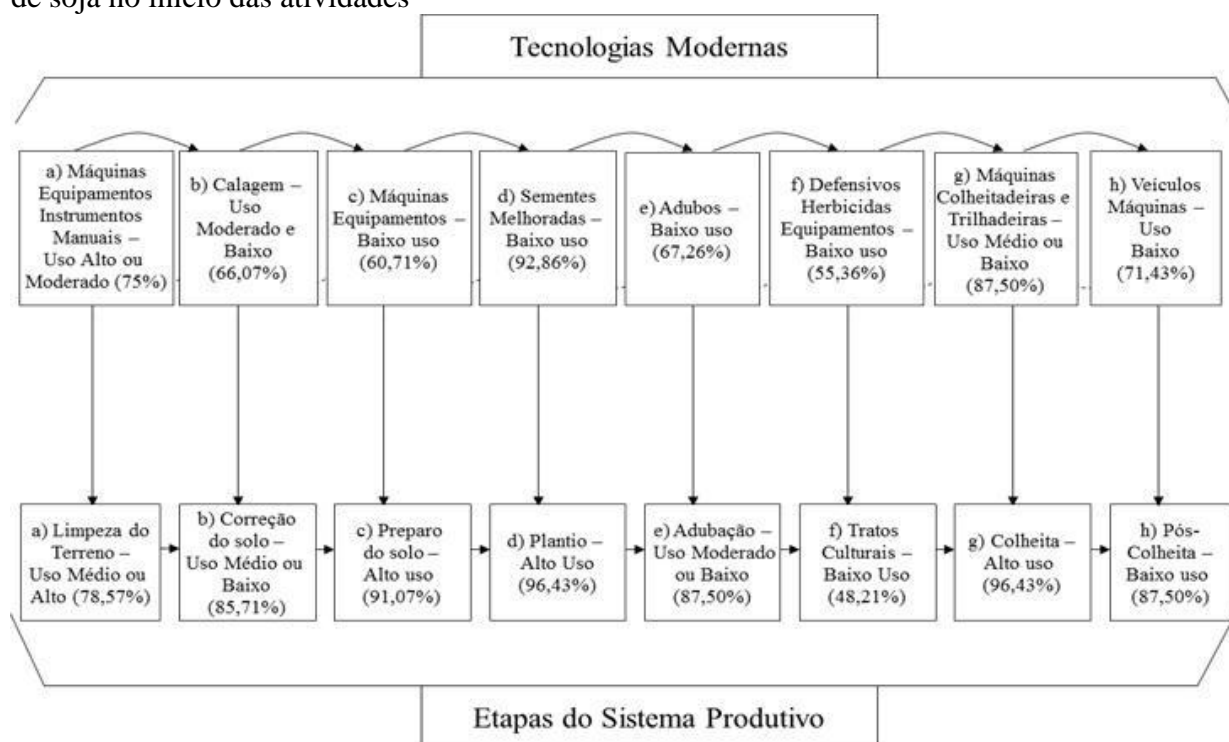 de soja no início das atividades
Tecnologias Modernas
a) Máquinas
Equipamentos
Instrumentos
Manuais –
Uso Alto ou
Moderado (75%)
b) Calagem –
Uso
Moderado e
Baixo
(66,07%)
c) Máquinas
Equipamentos –
Baixo uso
(60,71%)
d) Sementes
Melhoradas –
Baixo uso
(92,86%)
e) Adubos –
Baixo uso
(67,26%)
f) Defensivos
Herbicidas
Equipamentos –
Baixo uso
(55,36%)
g) Máquinas
Colheitadeiras e
Trilhadeiras –
Uso Médio ou
Baixo
(87,50%)
h) Veículos
Máquinas –
Uso
Baixo
(71,43%)
a) Limpeza do
Terreno –
Uso Médio ou
Alto (78,57%)
b) Correção
do solo –
Uso Médio ou
Baixo
(85,71%)
c) Preparo
do solo –
Alto uso
(91,07%)
d) Plantio –
Alto Uso
(96,43%)
e) Adubação –
Uso Moderado
ou Baixo
(87,50%)
f) Tratos
Culturais –
Baixo Uso
(48,21%)
g) Colheita –
Alto uso
(96,43%)
h) Pós-
Colheita –
Baixo uso
(87,50%)
Etapas do Sistema Produtivo